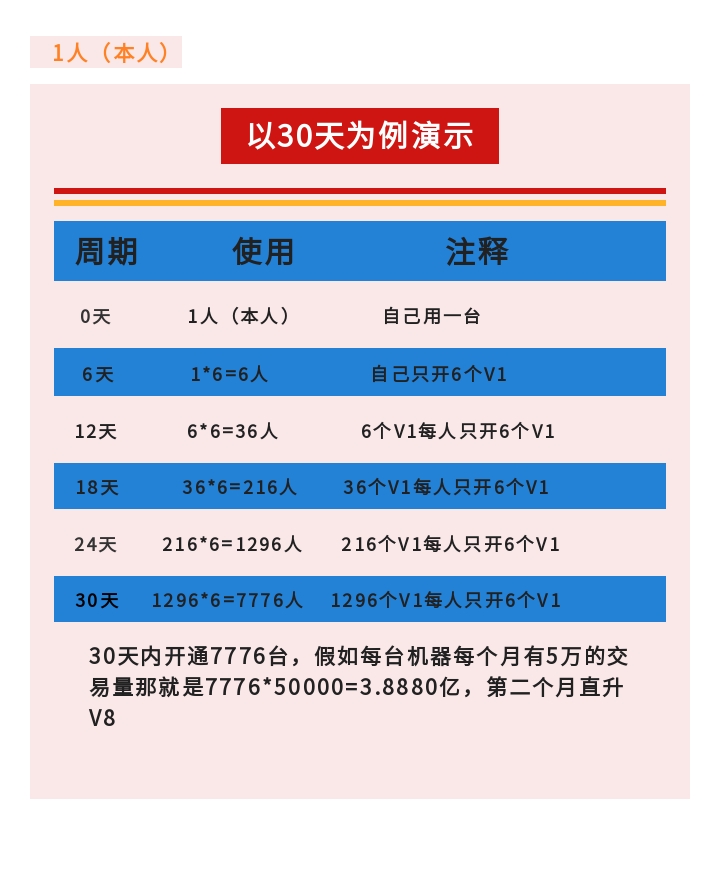 1人（本人）
以30天为例演示
周期 使用 注释
0天 1人（本人） 自己用一台
6天 1*6=6人 自己只开6个V1
12天 6*6=36人 6个V1每人只开6个V1
18天 36*6=216人 36个V1每人只开6个V1
24天 216*6=1296人 216个V1每人只开6个V1
30天 1296*6=7776人 1296个V1每人只开6个V1
30天内开通7776台，假如每台机器每个月有5万的交
易量那就是7776*50000=3.8880亿，第二个月直升
V8